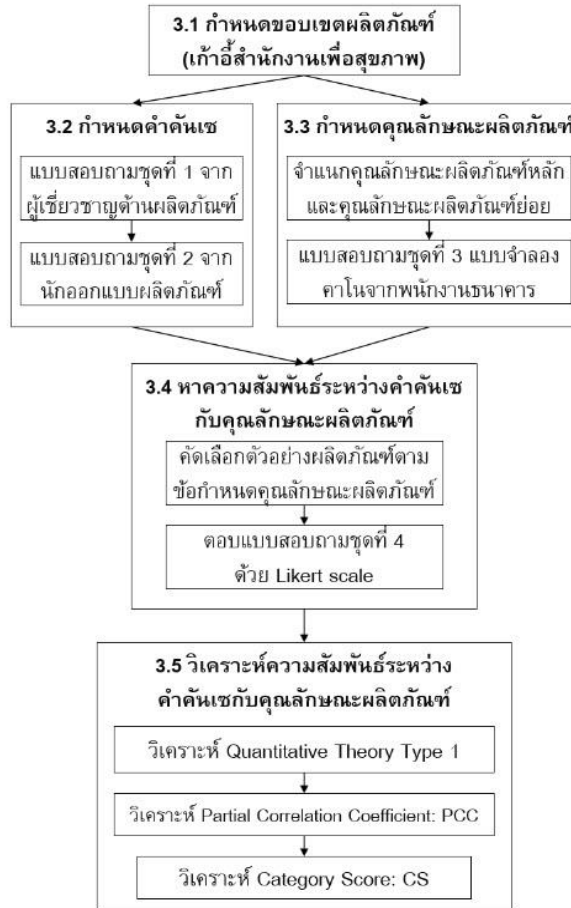 3.1 กำหนดขอบเขตผลิตภัณฑ์
(เก้าอี้สำนักงานเพื่อสุขภาพ)
3.2 กำหนดคำคันเซ
แบบสอบถามชุดที่ 1 จาก
ผู้เชี่ยวชาญด้านผลิตภัณฑ์
แบบสอบถามชุดที่ 2 จาก
นักออกแบบผลิตภัณฑ์
3.3 กำหนดคุณลักษณะผลิตภัณฑ์
จำแนกคุณลักษณะผลิตภัณฑ์หลัก
และคุณลักษณะผลิตภัณฑ์ย่อย
แบบสอบถามชุดที่ 3 แบบจำลอง
คาโนจากพนักงานธนาคาร
3.4 หาความสัมพันธ์ระหว่างคำคันเซ
กับคุณลักษณะผลิตภัณฑ์
คัดเลือกตัวอย่างผลิตภัณฑ์ตาม
ข้อกำหนดคุณลักษณะผลิตภัณฑ์
ตอบแบบสอบถามชุดที่ 4
ด้วย Likert scale
3.5 วิเคราะห์ความสัมพันธ์ระหว่าง
คำคันเซกับคุณลักษณะผลิตภัณฑ์
วิเคราะห์ Quantitative Theory Type 1
วิเคราะห์ Partial Correlation Coefficient: PCC
วิเคราะห์ Category Score: CS